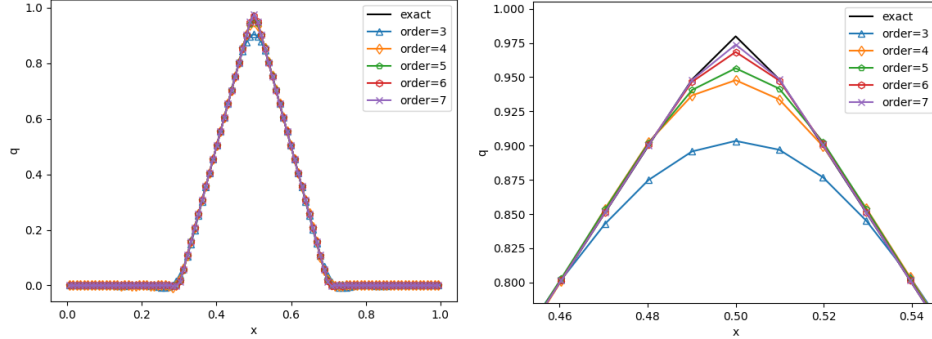 1.0
0.8
0.6
0.4
0.2
0.0
q
0.0
0.2
0.4
0.6
0.8
1.0
x
exact
order=3
order=4
order=5
order=6
order=7
1.000
0.975
0.950
0.925
0.900
0.875
0.850
0.825
0.800
q
0.46
0.48
0.50
0.52
0.54
x
exact
order=3
order=4
order=5
order=6
order=7